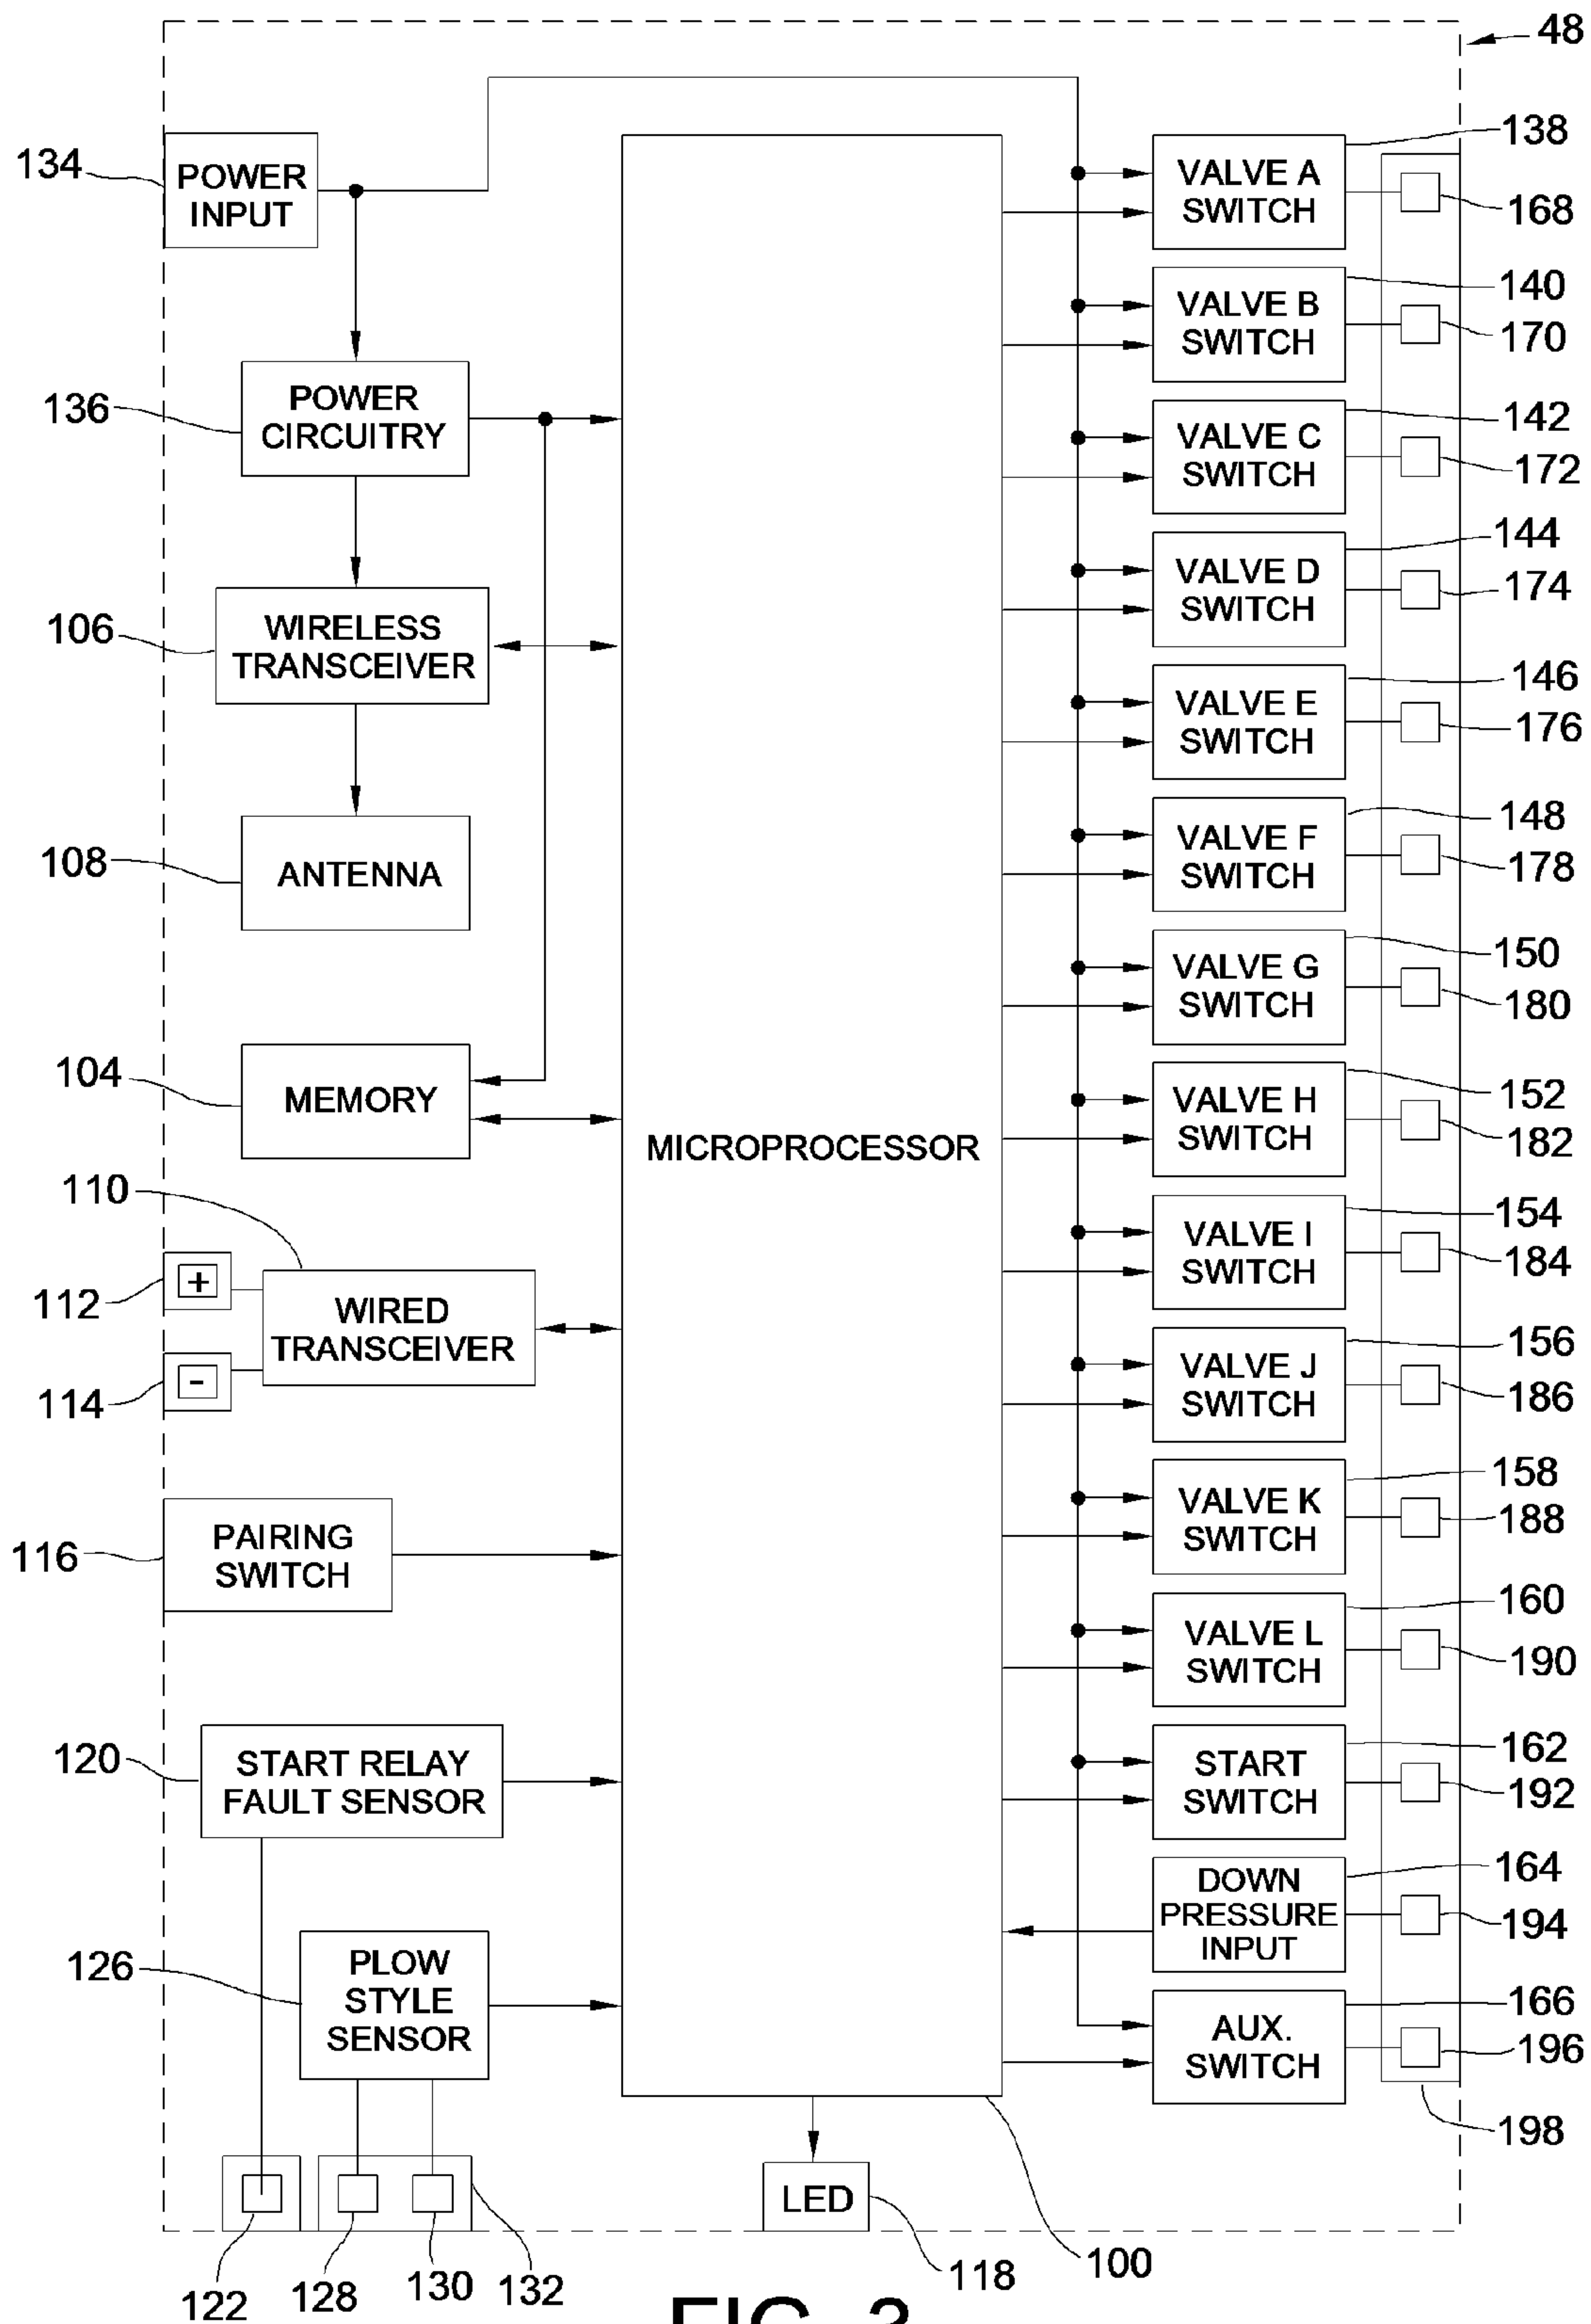 48
134
POWER
INPUT
136
POWER
CIRCUITRY
106
WIRELESS
TRANSCEIVER
108
ANTENNA
104
MEMORY
110
112
+
114
-
WIRED
TRANSCEIVER
116
PAIRING
SWITCH
120
START RELAY
FAULT SENSOR
126
PLOW
STYLE
SENSOR
122
128
130
132
MICROPROCESSOR
LED
118
100
VALVE A
SWITCH
138
168
VALVE B
SWITCH
140
170
VALVE C
SWITCH
142
172
VALVE D
SWITCH
144
174
VALVE E
SWITCH
146
176
VALVE F
SWITCH
148
178
VALVE G
SWITCH
150
180
VALVE H
SWITCH
152
182
VALVE I
SWITCH
154
184
VALVE J
SWITCH
156
186
VALVE K
SWITCH
158
188
VALVE L
SWITCH
160
190
START
SWITCH
162
192
DOWN
PRESSURE
INPUT
164
194
AUX.
SWITCH
166
196
198
FIG. 3